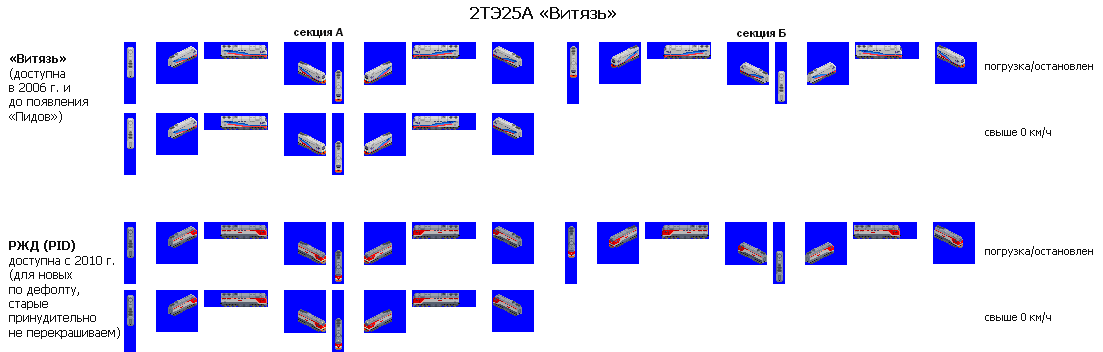 2ТЭ25А «Витязь»
секция А
секция Б
«Витязь»
(доступна
в 2006 г. и
до появления
«Пидов»)
погрузка/остановлен
свыше 0 км/ч
РЖД (PID)
доступна с 2010 г.
(для новых
по дефолту,
старые
принудительно
не перекрашиваем)
погрузка/остановлен
свыше 0 км/ч